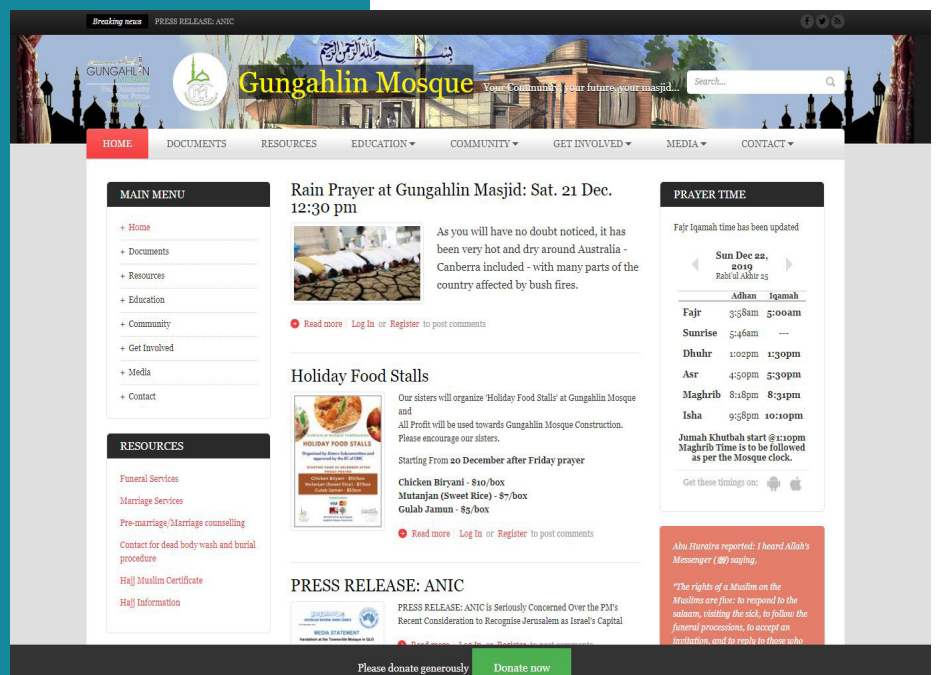 Breaking news PRESS RELEASE: ANIC
GUNGAHLIN
بِسْمِ اللَّهِ الرَّحْمَٰنِ الرَّحِيمِ
Gungahlin Mosque
Your Community, your future, your masjid...
Search...
HOME DOCUMENTS RESOURCES EDUCATION COMMUNITY GET INVOLVED MEDIA CONTACT
MAIN MENU
+ Home
+ Documents
+ Resources
+ Education
+ Community
+ Get Involved
+ Media
+ Contact
RESOURCES
Funeral Services
Marriage Services
Pre-marriage/Marriage counselling
Contact for dead body wash and burial
procedure
Hajj Muslim Certificate
Hajj Information
Rain Prayer at Gungahlin Masjid: Sat. 21 Dec.
12:30 pm
As you will have no doubt noticed, it has
been very hot and dry around Australia -
Canberra included - with many parts of the
country affected by bush fires.
Read more | Log In or Register to post comments
Holiday Food Stalls
HOLIDAY FOOD STALLS
Our sisters will organize 'Holiday Food Stalls' at Gungahlin Mosque
and
All Profit will be used towards Gungahlin Mosque Construction.
Please encourage our sisters.
Starting From 20 December after Friday prayer
Chicken Biryani - $10/box
Mutanjan (Sweet Rice) - $7/box
Gulab Jamun - $5/box
Read more | Log In or Register to post comments
PRESS RELEASE: ANIC
MEDIA STATEMENT
PRESS RELEASE: ANIC is Seriously Concerned Over the PM's
Recent Consideration to Recognise Jerusalem as Israel's Capital
Read more | Log In or Register to post comments
PRAYER TIME
Fajr Iqamah time has been updated
Sun Dec 22,
2019
Rabi'ul Akhir 25
Adhan Iqamah
Fajr 3:58am 5:00am
Sunrise 5:46am ---
Dhuhr 1:02pm 1:30pm
Asr 4:50pm 5:30pm
Maghrib 8:18pm 8:31pm
Isha 9:58pm 10:10pm
Jumah Khutbah start @1:10pm
Maghrib Time is to be followed
as per the Mosque clock.
Get these timings on:
Abu Huraira reported: I heard Allah's
Messenger (ﷺ) saying,
"The rights of a Muslim on the
Muslims are five: to respond to the
salaam, visiting the sick, to follow the
funeral processions, to accept an
invitation, and to reply to those who
Please donate generously Donate now